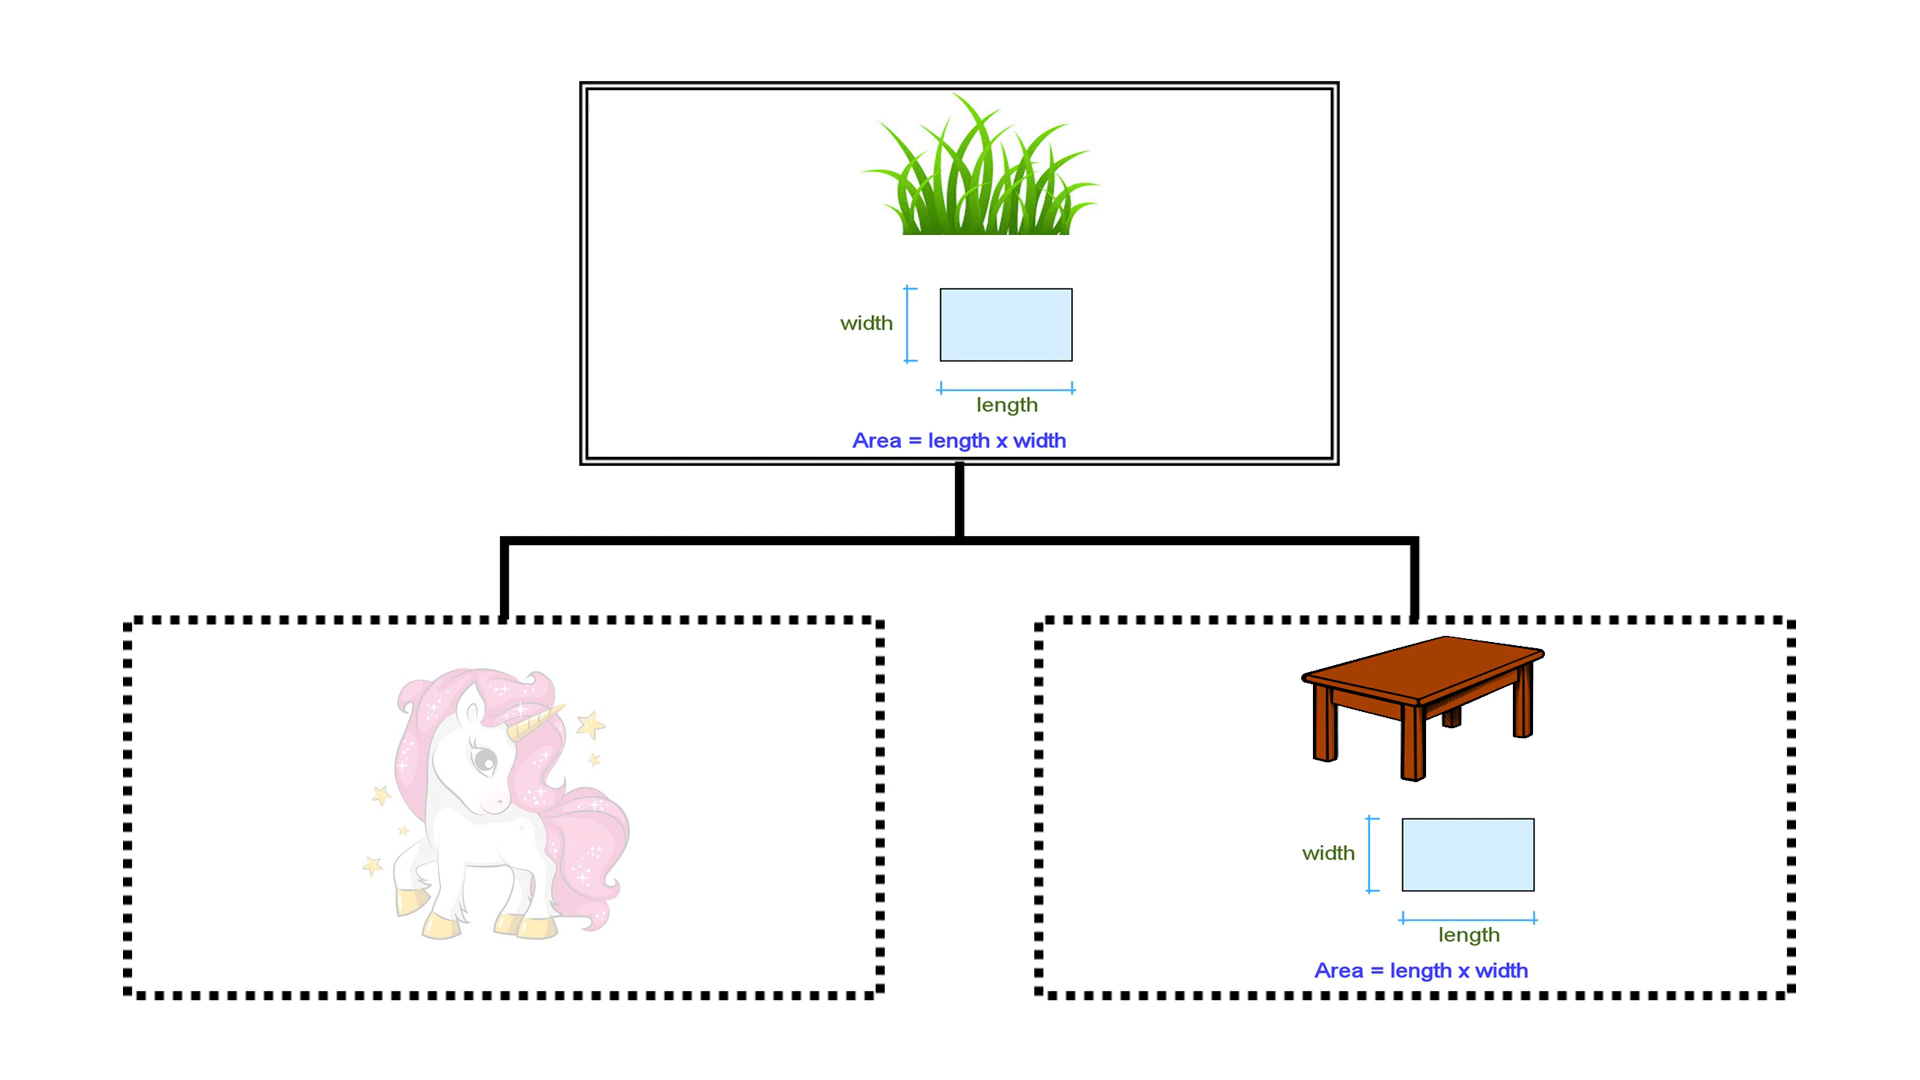 width
length
Area = length x width
width
length
Area = length x width